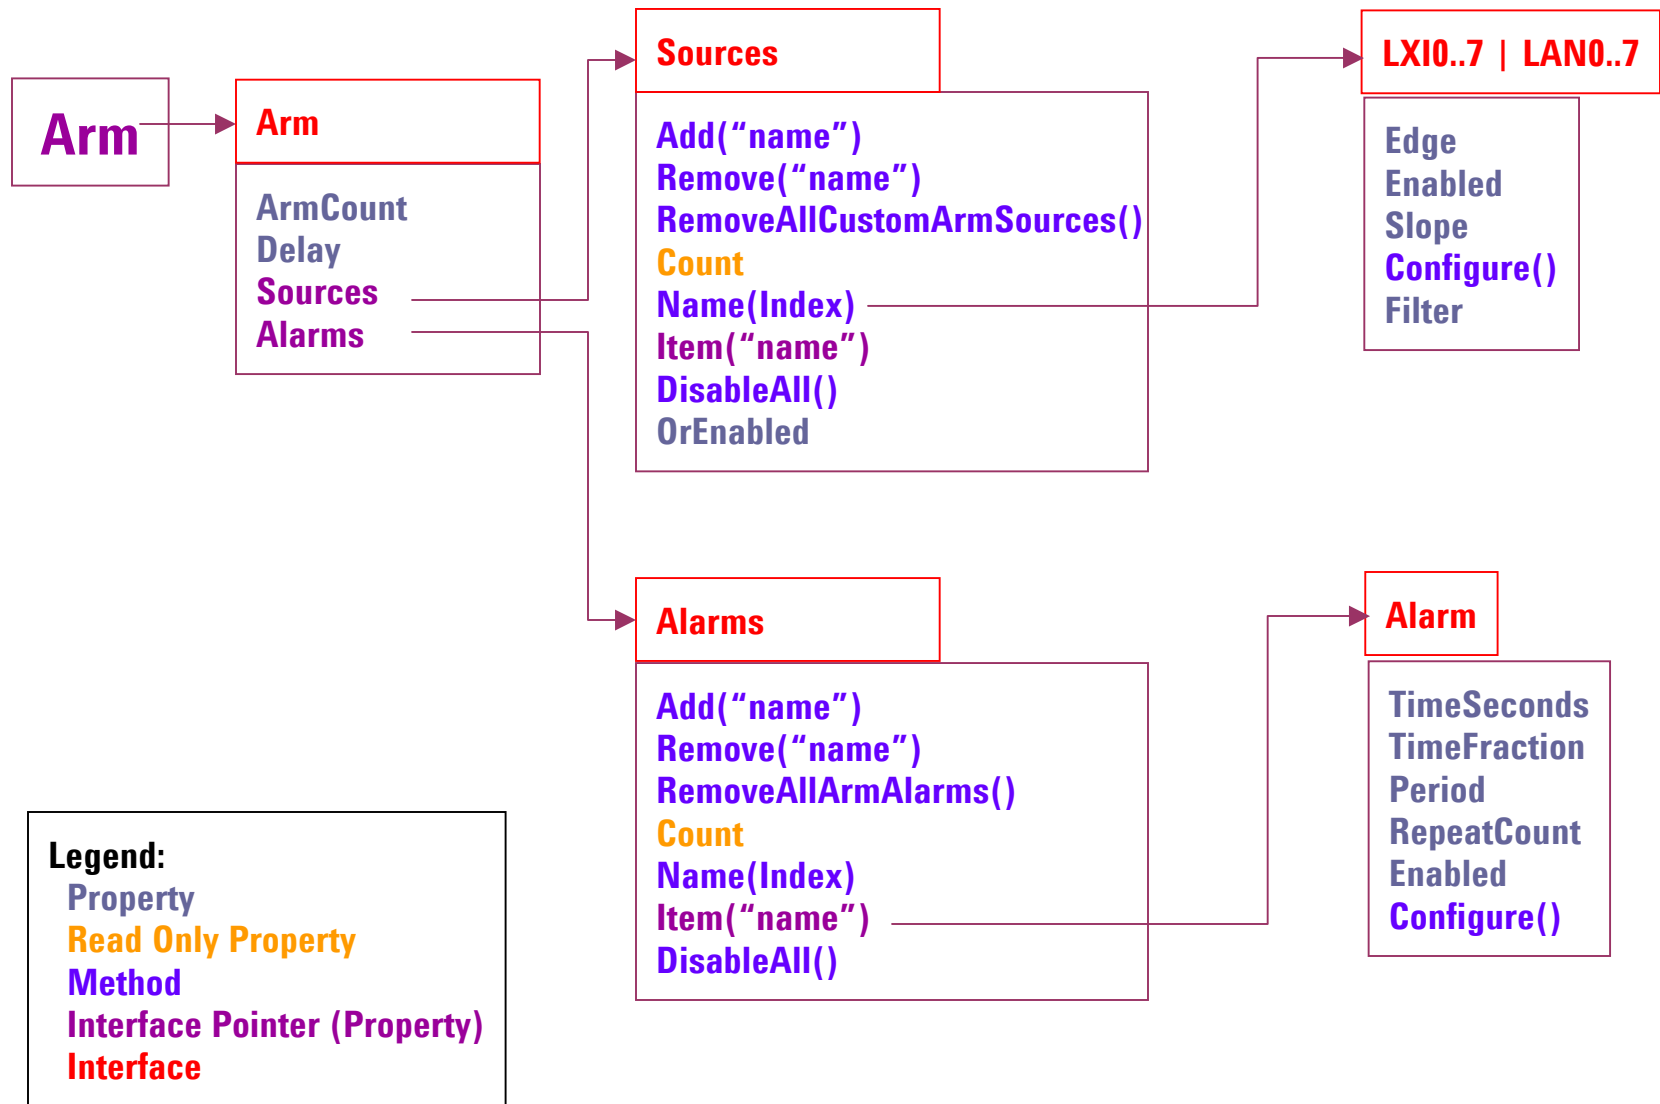 Arm
Arm
ArmCount
Delay
Sources
Alarms
Sources
Add(“name”)
Remove(“name”)
RemoveAllCustomArmSources()
Count
Name(Index)
Item(“name”)
DisableAll()
OrEnabled
LXI0..7 | LAN0..7
Edge
Enabled
Slope
Configure()
Filter
Alarms
Add(“name”)
Remove(“name”)
RemoveAllArmAlarms()
Count
Name(Index)
Item(“name”)
DisableAll()
Alarm
TimeSeconds
TimeFraction
Period
RepeatCount
Enabled
Configure()
Legend:
Property
Read Only Property
Method
Interface Pointer (Property)
Interface